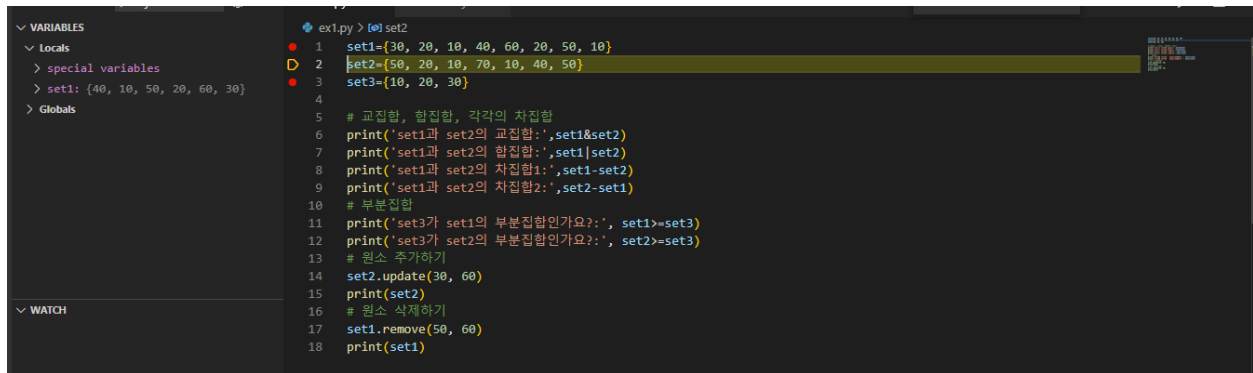 VARIABLES
Locals
special variables
set1: {40, 10, 50, 20, 60, 30}
Globals
WATCH
ex1.py > set2
1 set1={30, 20, 10, 40, 60, 20, 50, 10}
2 set2={50, 20, 10, 70, 10, 40, 50}
3 set3={10, 20, 30}
4
5 # 교집합, 합집합, 각각의 차집합
6 print('set1과 set2의 교집합:',set1&set2)
7 print('set1과 set2의 합집합:',set1|set2)
8 print('set1과 set2의 차집합1:',set1-set2)
9 print('set1과 set2의 차집합2:',set2-set1)
10 # 부분집합
11 print('set3가 set1의 부분집합인가요?:', set1>=set3)
12 print('set3가 set2의 부분집합인가요?:', set2>=set3)
13 # 원소 추가하기
14 set2.update(30, 60)
15 print(set2)
16 # 원소 삭제하기
17 set1.remove(50, 60)
18 print(set1)